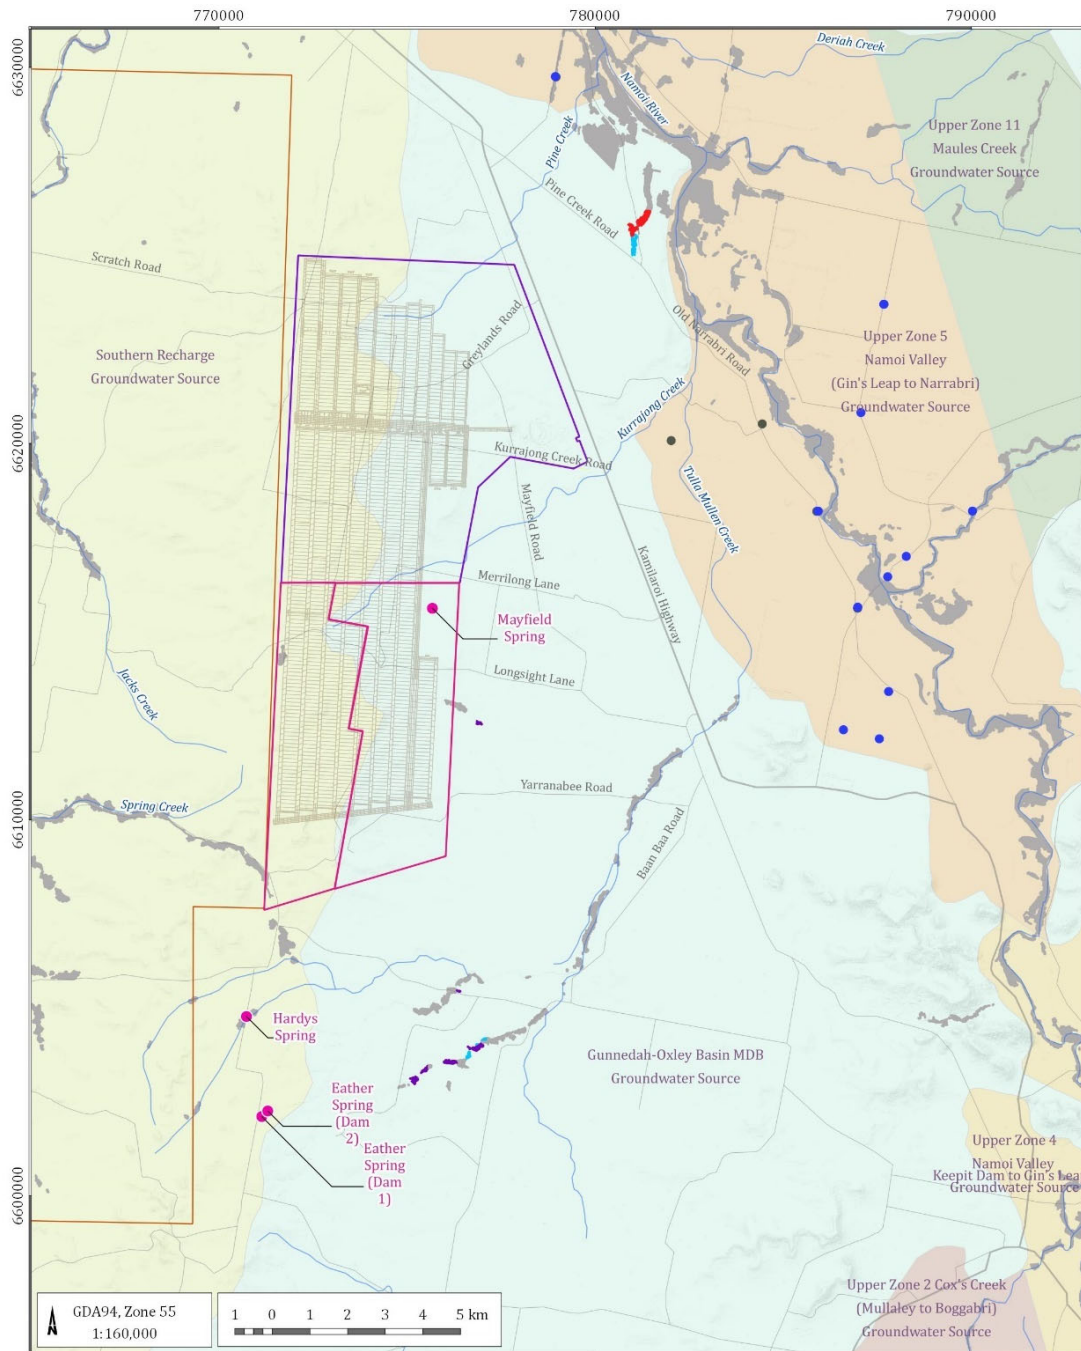 770000
780000
790000
6630000
6620000
6610000
6600000
Deriah Creek
Namoi River
Pine Creek
Upper Zone 11
Maules Creek
Groundwater Source
Pine Creek Road
Scratch Road
Greylands Road
Old Narrabri Road
Southern Recharge
Groundwater Source
Upper Zone 5
Namoi Valley
(Gin's Leap to Narrabri)
Groundwater Source
Kurrajong Creek
Kurrajong Creek Road
Tulla Mullen Creek
Mayfield Road
Kamilaroi Highway
Merrilong Lane
Mayfield
Spring
Longsight Lane
Jacks Creek
Spring Creek
Yarranabee Road
Baan Baa Road
Hardys
Spring
Gunnedah-Oxley Basin MDB
Groundwater Source
Eather
Spring
(Dam
2)
Eather
Spring
(Dam
1)
Upper Zone 4
Namoi Valley
Keepit Dam to Gin's Lea
Groundwater Source
Upper Zone 2 Cox's Creek
(Mullaley to Boggabri)
Groundwater Source
GDA94, Zone 55
1:160,000
1 0 1 2 3 4 5 km